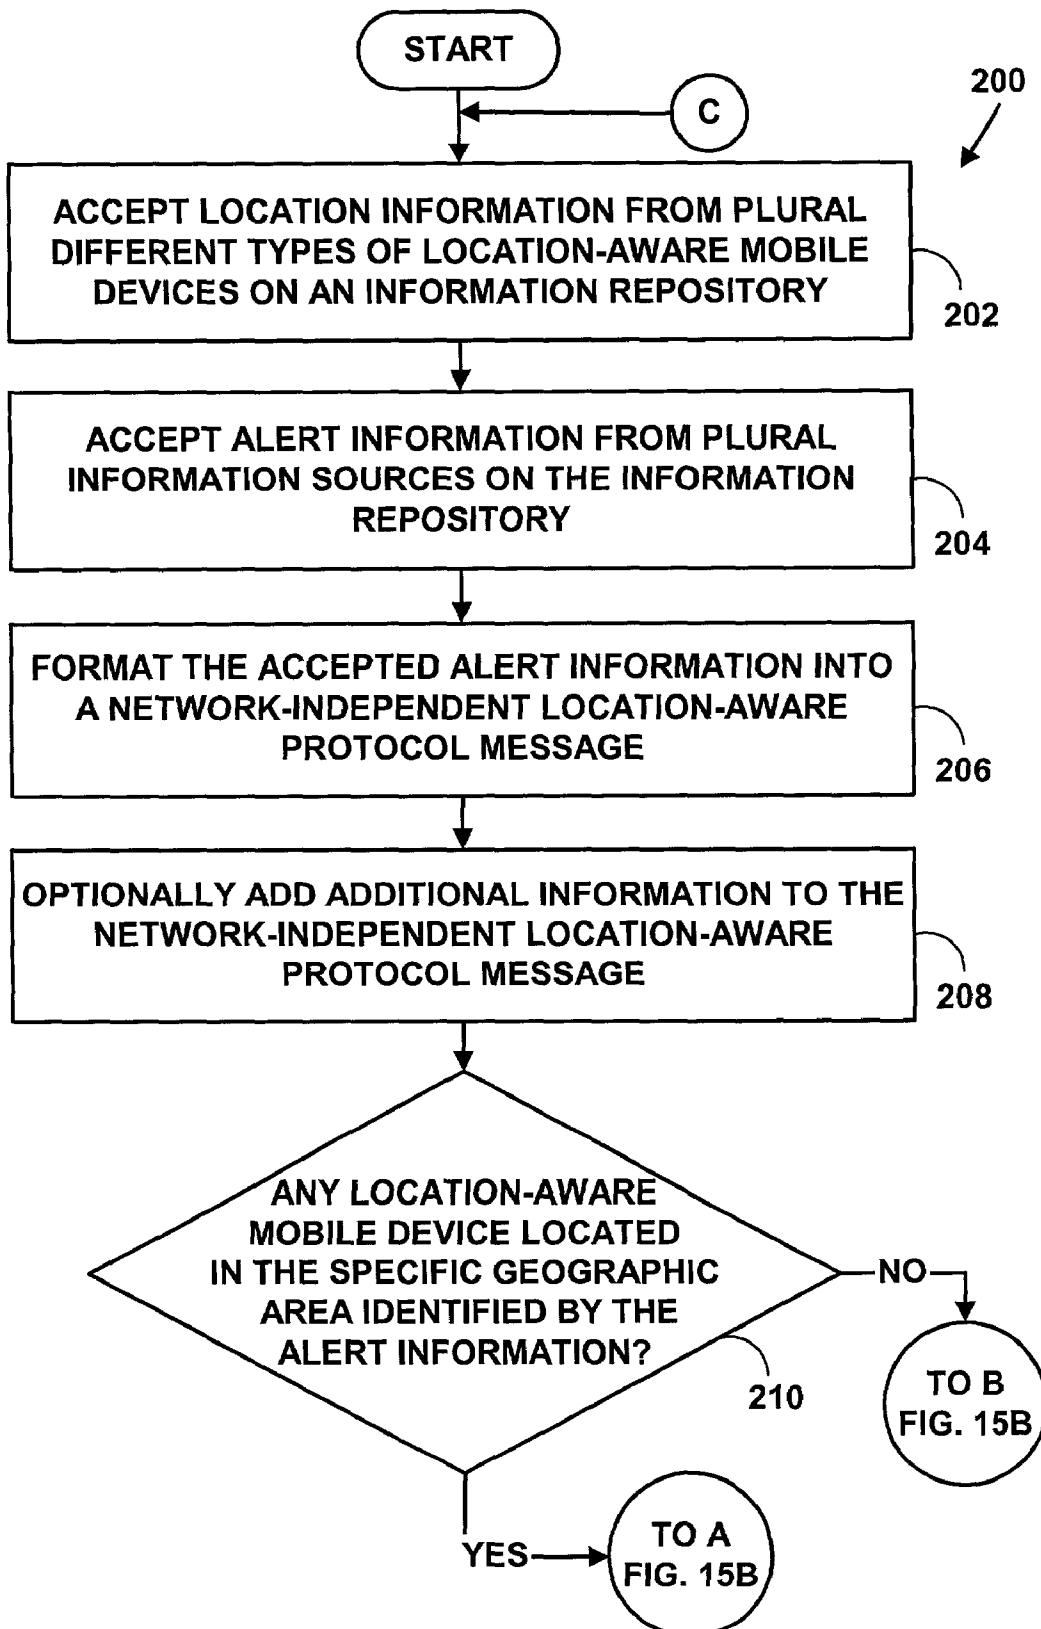 START
C
200
ACCEPT LOCATION INFORMATION FROM PLURAL
DIFFERENT TYPES OF LOCATION-AWARE MOBILE
DEVICES ON AN INFORMATION REPOSITORY
202
ACCEPT ALERT INFORMATION FROM PLURAL
INFORMATION SOURCES ON THE INFORMATION
REPOSITORY
204
FORMAT THE ACCEPTED ALERT INFORMATION INTO
A NETWORK-INDEPENDENT LOCATION-AWARE
PROTOCOL MESSAGE
206
OPTIONALLY ADD ADDITIONAL INFORMATION TO THE
NETWORK-INDEPENDENT LOCATION-AWARE
PROTOCOL MESSAGE
208
ANY LOCATION-AWARE
MOBILE DEVICE LOCATED
IN THE SPECIFIC GEOGRAPHIC
AREA IDENTIFIED BY THE
ALERT INFORMATION?
210
NO
TO B
FIG. 15B
YES
TO A
FIG. 15B